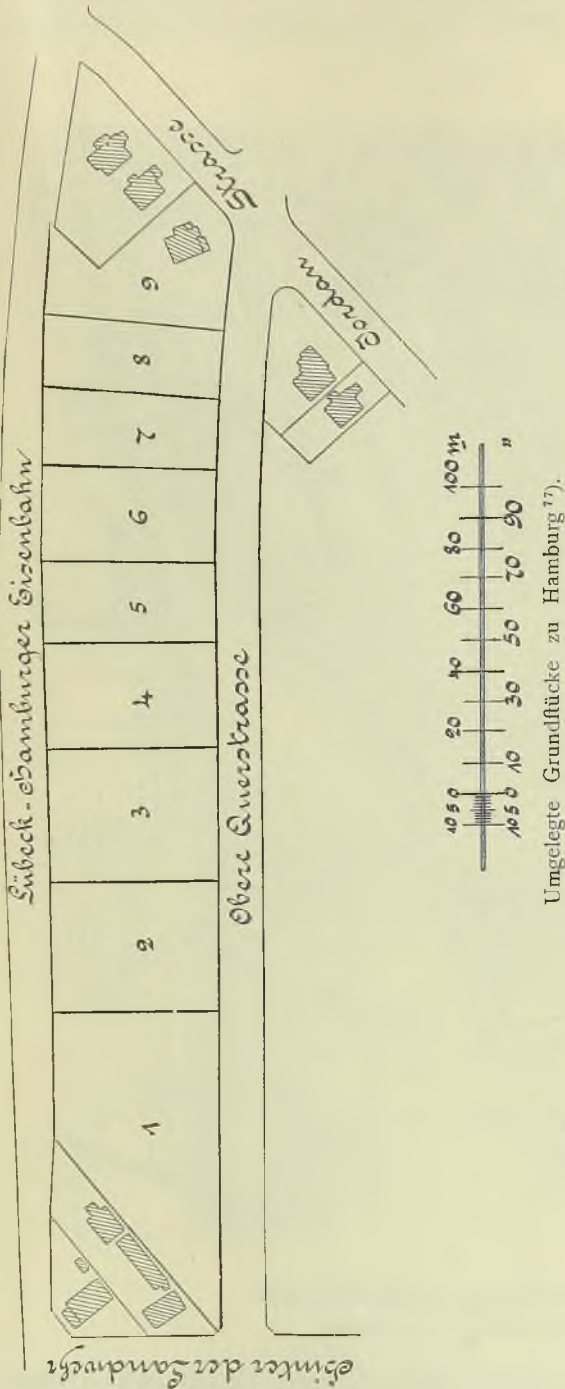 Lübeck-Hamburger Eisenbahn
1 2 3 4 5 6 7 8 9
Obere Querstrasse
Hinter der Landwehr
Jordan Strasse
10 5 0 20 40 60 80 100 m
10 5 0 10 30 50 70 90 "
Umgelegte Grundſtücke zu Hamburg 77).